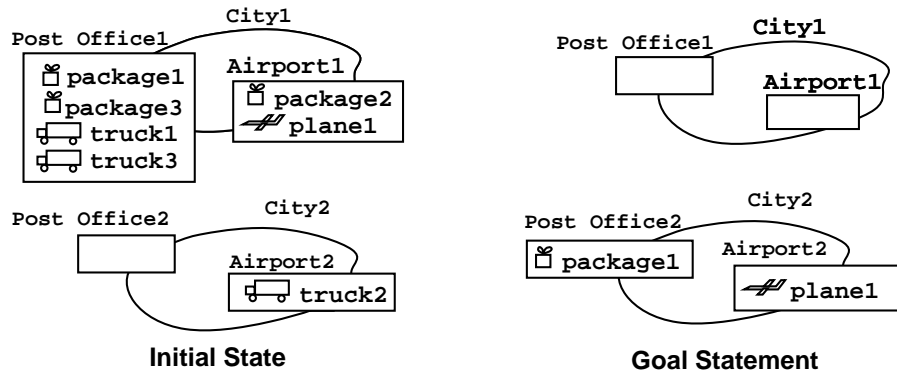 City1
Post Office1
package1
package3
truck1
truck3
Airport1
package2
plane1
City2
Post Office2
Airport2
truck2
Initial State
City1
Post Office1
Airport1
City2
Post Office2
package1
Airport2
plane1
Goal Statement